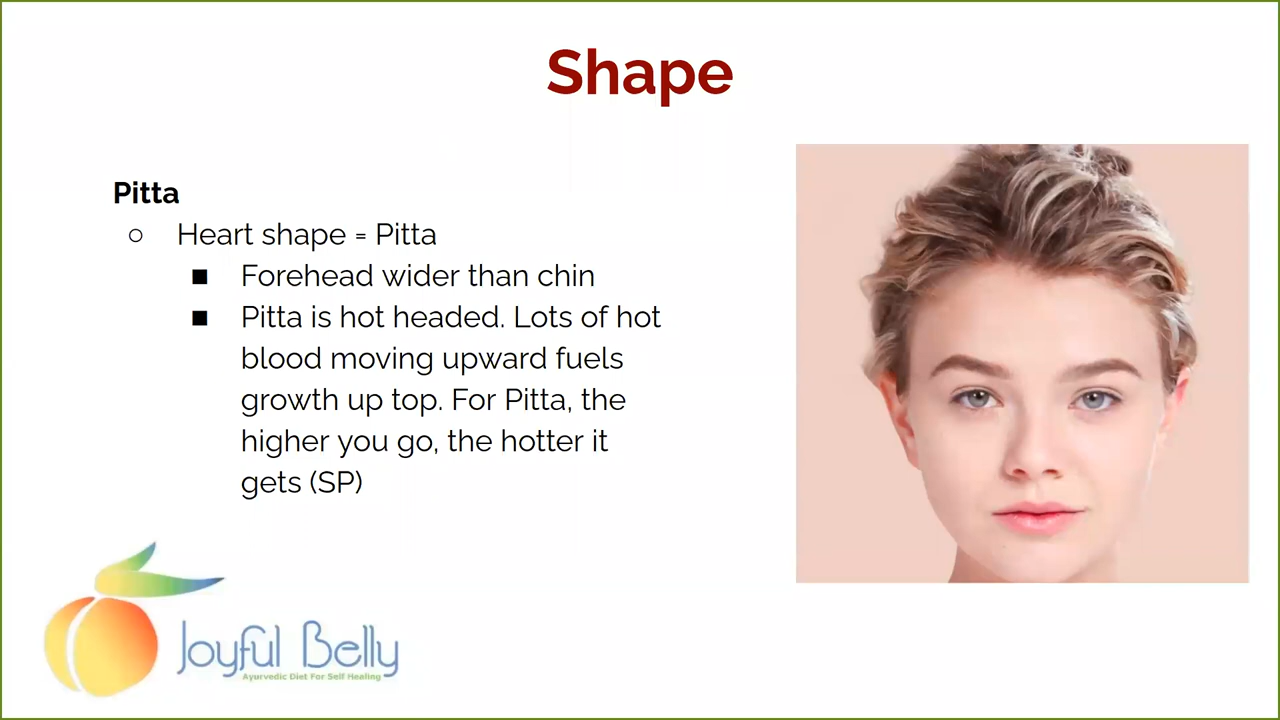 Shape
Pitta
○ Heart shape = Pitta
■ Forehead wider than chin
■ Pitta is hot headed. Lots of hot
blood moving upward fuels
growth up top. For Pitta, the
higher you go, the hotter it
gets (SP)
Joyful Belly
Ayurvedic Diet For Self Healing